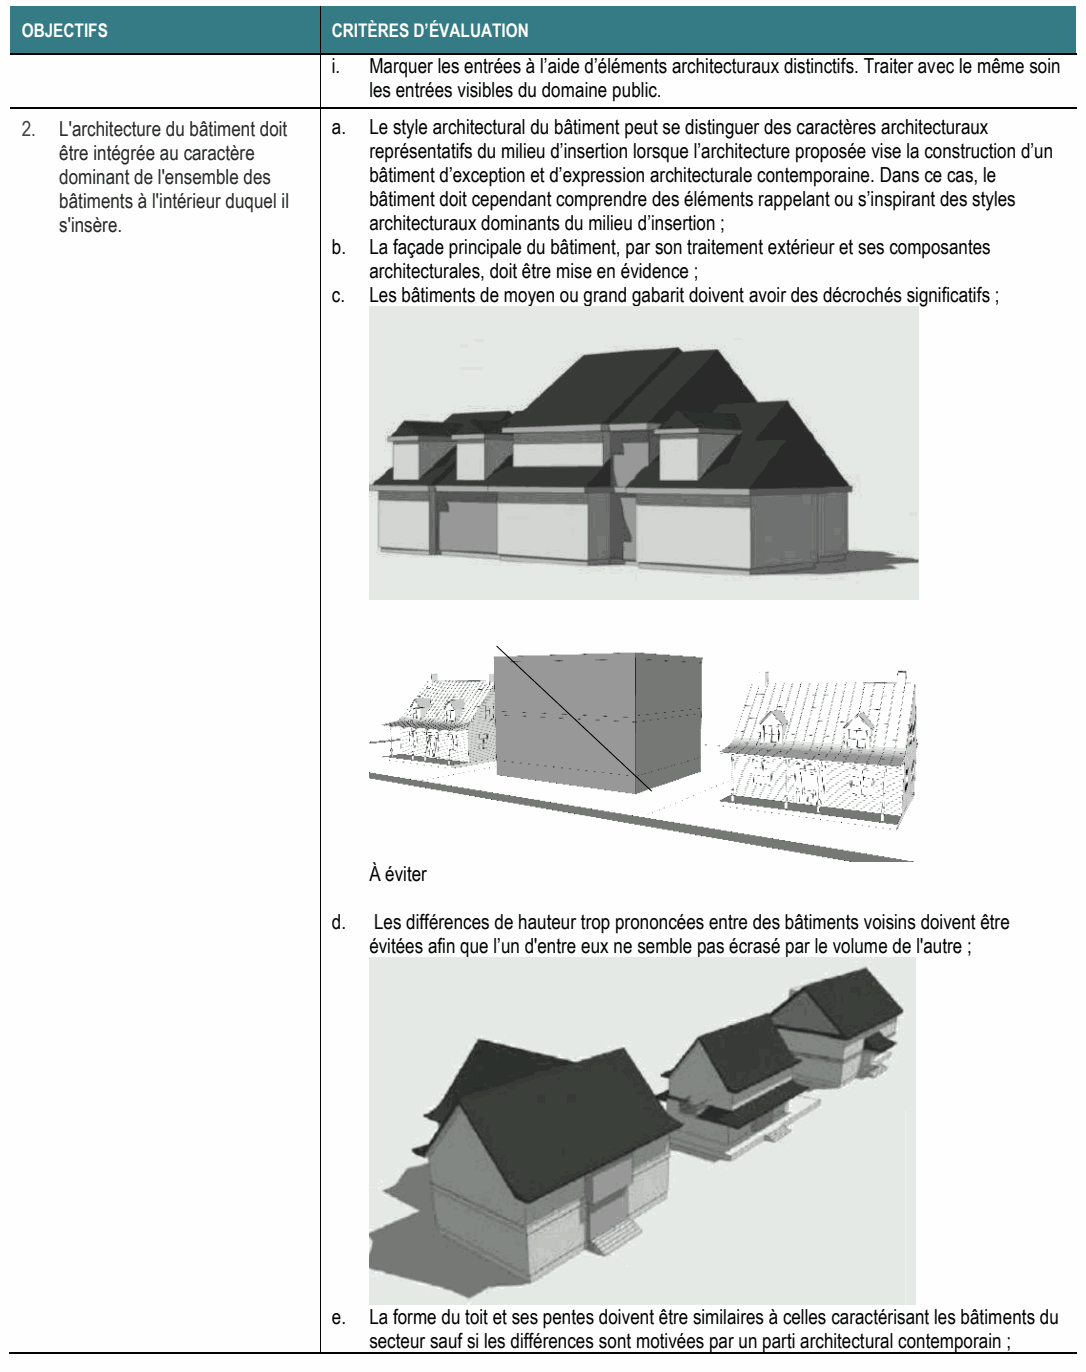 OBJECTIFS
CRITÈRES D'ÉVALUATION
i. Marquer les entrées à l'aide d'éléments architecturaux distinctifs. Traiter avec le même soin
les entrées visibles du domaine public.
2. L'architecture du bâtiment doit
être intégrée au caractère
dominant de l'ensemble des
bâtiments à l'intérieur duquel il
s'insère.
a. Le style architectural du bâtiment peut se distinguer des caractères architecturaux
représentatifs du milieu d'insertion lorsque l'architecture proposée vise la construction d'un
bâtiment d'exception et d'expression architecturale contemporaine. Dans ce cas, le
bâtiment doit cependant comprendre des éléments rappelant ou s'inspirant des styles
architecturaux dominants du milieu d'insertion ;
b. La façade principale du bâtiment, par son traitement extérieur et ses composantes
architecturales, doit être mise en évidence ;
c. Les bâtiments de moyen ou grand gabarit doivent avoir des décrochés significatifs ;
À éviter
d. Les différences de hauteur trop prononcées entre des bâtiments voisins doivent être
évitées afin que l'un d'entre eux ne semble pas écrasé par le volume de l'autre ;
e. La forme du toit et ses pentes doivent être similaires à celles caractérisant les bâtiments du
secteur sauf si les différences sont motivées par un parti architectural contemporain ;